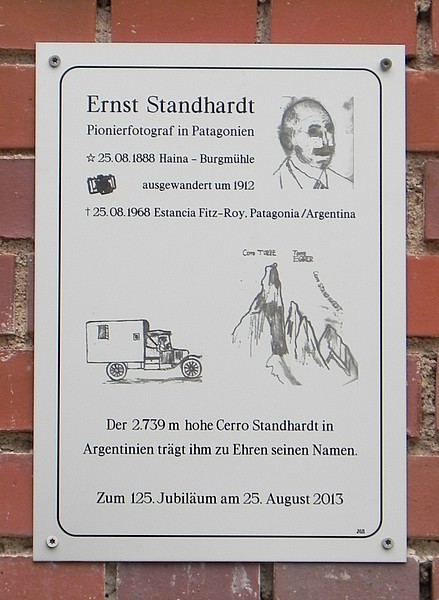 Ernst Standhardt
Pionierfotograf in Patagonien
☆ 25.08.1888 Haina - Burgmühle
ausgewandert um 1912
† 25.08.1968 Estancia Fitz-Roy. Patagonia/Argentina
Cerro TORRE
Torre EGGER
Cerro STANDHARDT
Der 2.739 m hohe Cerro Standhardt in
Argentinien trägt ihm zu Ehren seinen Namen.
Zum 125. Jubiläum am 25. August 2013